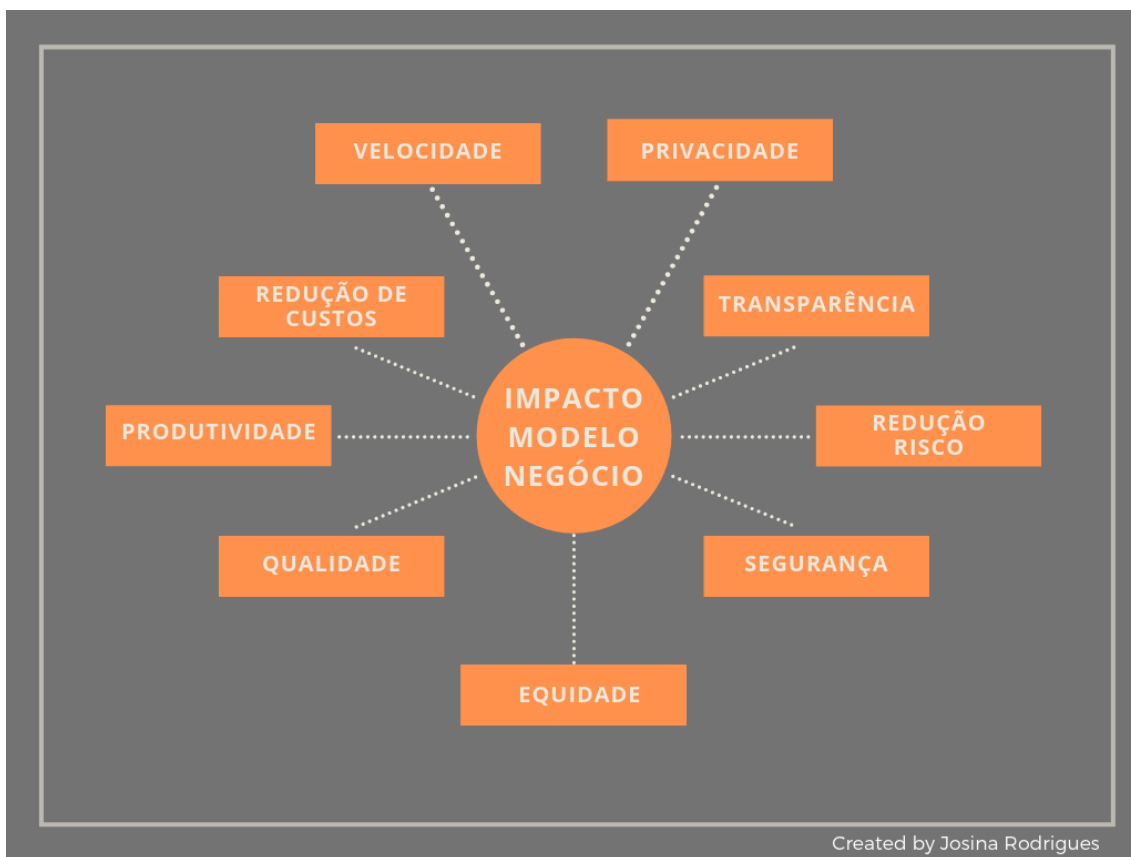 VELOCIDADE
PRIVACIDADE
REDUÇÃO DE
CUSTOS
TRANSPARÊNCIA
IMPACTO
MODELO
NEGÓCIO
PRODUTIVIDADE
REDUÇÃO
RISCO
QUALIDADE
SEGURANÇA
EQUIDADE
Created by Josina Rodrigues